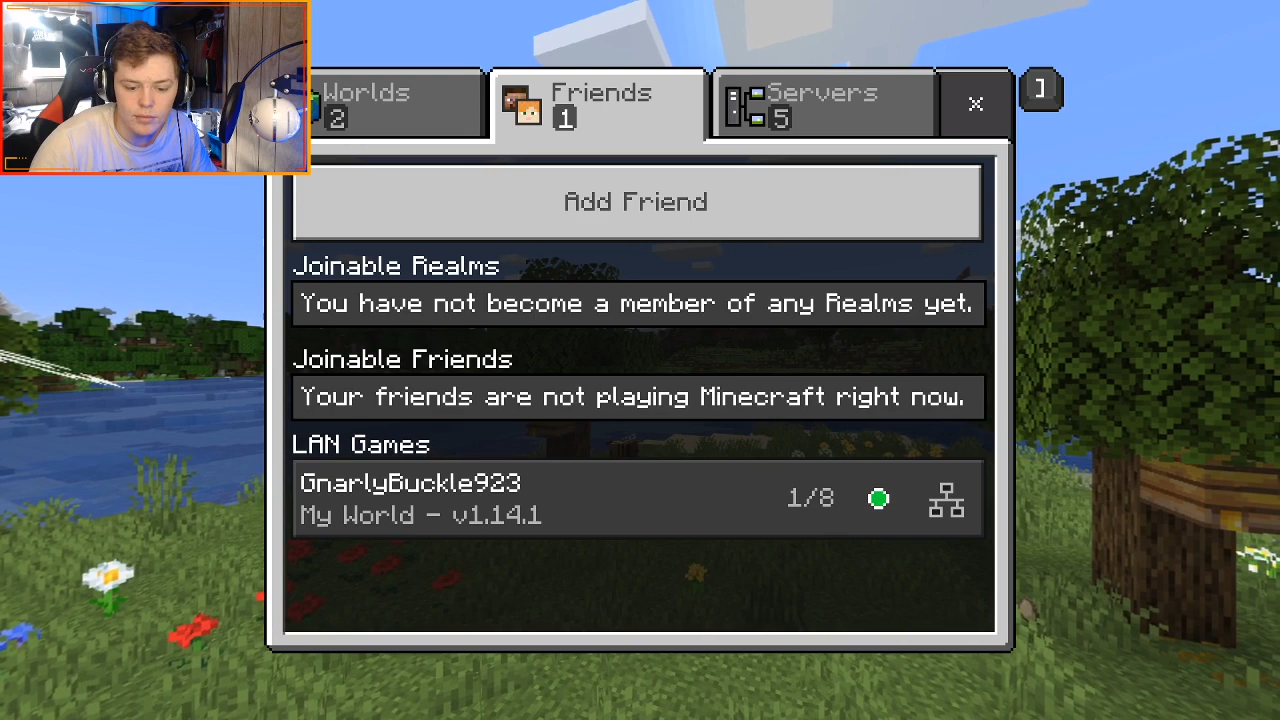 Worlds
2
Friends
1
Servers
5
Add Friend
Joinable Realms
You have not become a member of any Realms yet.
Joinable Friends
Your friends are not playing Minecraft right now.
LAN Games
GnarlyBuckle923
1/8
My World - v1.14.1